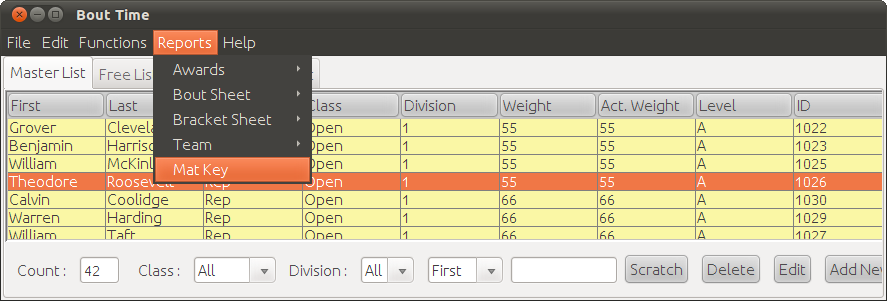 Bout Time
File Edit Functions Reports Help
Master List Free Lis
Awards
Bout Sheet
Bracket Sheet
Team
Mat Key
First Last Class Division Weight Act. Weight Level ID
Grover Clevela Open 1 55 55 A 1022
Benjamin Harriso Open 1 55 55 A 1023
William McKinl Open 1 55 55 A 1025
Theodore Roosevelt Rep Open 1 55 55 A 1026
Calvin Coolidge Rep Open 1 66 66 A 1030
Warren Harding Rep Open 1 66 66 A 1029
William Taft Rep Open 1 66 66 A 1027
Count : 42 Class : All Division : All First Scratch Delete Edit Add New